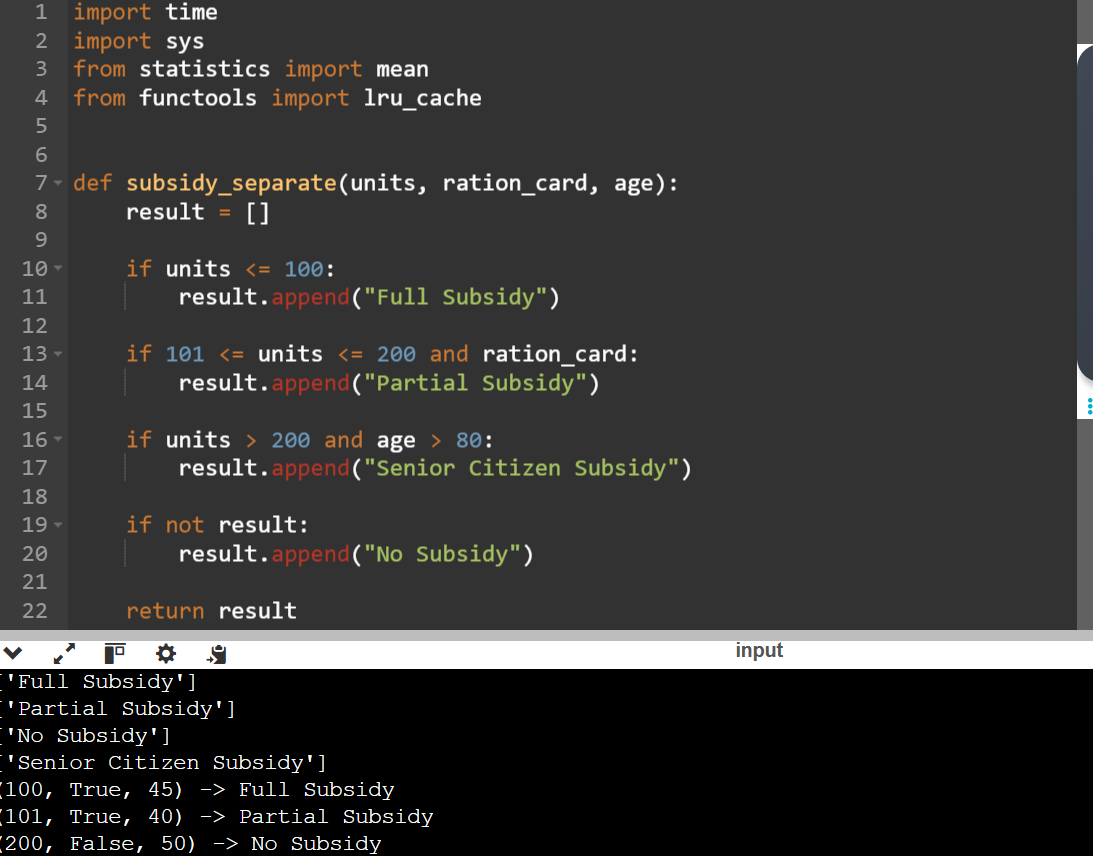 1 import time
2 import sys
3 from statistics import mean
4 from functools import lru_cache
5
6
7 def subsidy_separate(units, ration_card, age):
8     result = []
9
10     if units <= 100:
11         result.append("Full Subsidy")
12
13     if 101 <= units <= 200 and ration_card:
14         result.append("Partial Subsidy")
15
16     if units > 200 and age > 80:
17         result.append("Senior Citizen Subsidy")
18
19     if not result:
20         result.append("No Subsidy")
21
22     return result
input
['Full Subsidy']
['Partial Subsidy']
['No Subsidy']
['Senior Citizen Subsidy']
(100, True, 45) -> Full Subsidy
(101, True, 40) -> Partial Subsidy
(200, False, 50) -> No Subsidy